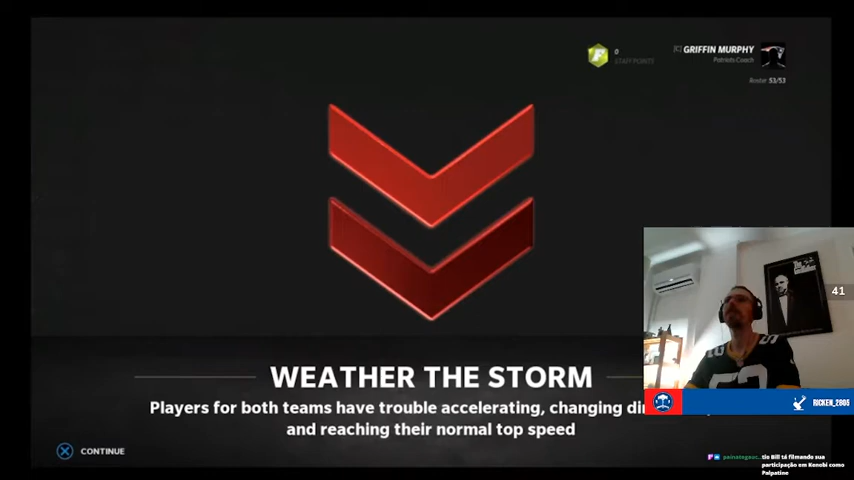 0
STAFF POINTS
GRIFFIN MURPHY
Patriots Coach
Roster 53/53
WEATHER THE STORM
Players for both teams have trouble accelerating, changing
and reaching their normal top speed
CONTINUE
The
Godfather
41
RICKEN_2805
tio Bill tá filmando sua
participação em Kenobi como
Palpatine